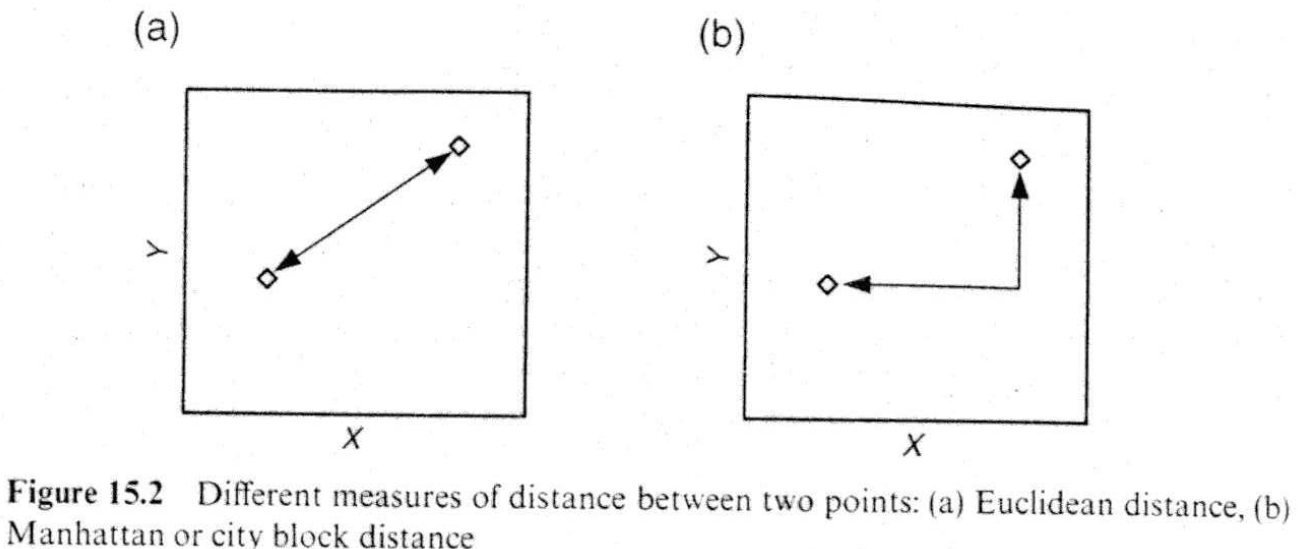 (a)
(b)
Y
X
Y
X
Figure 15.2 Different measures of distance between two points: (a) Euclidean distance, (b)
Manhattan or city block distance